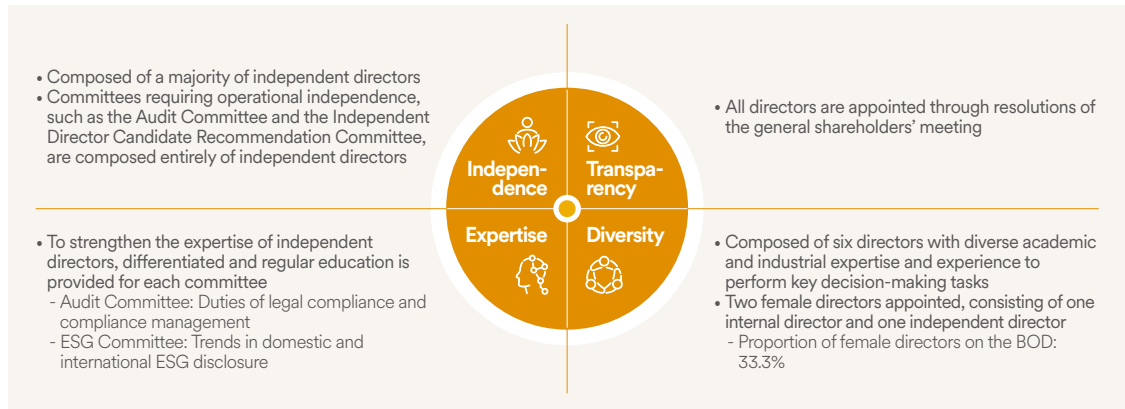 • Composed of a majority of independent directors
• Committees requiring operational independence,
such as the Audit Committee and the Independent
Director Candidate Recommendation Committee,
are composed entirely of independent directors
• All directors are appointed through resolutions of
the general shareholders’ meeting
Indepen-
dence
Transpa-
rency
Expertise
Diversity
• To strengthen the expertise of independent
directors, differentiated and regular education is
provided for each committee
- Audit Committee: Duties of legal compliance and
compliance management
- ESG Committee: Trends in domestic and
international ESG disclosure
• Composed of six directors with diverse academic
and industrial expertise and experience to
perform key decision-making tasks
• Two female directors appointed, consisting of one
internal director and one independent director
- Proportion of female directors on the BOD:
33.3%